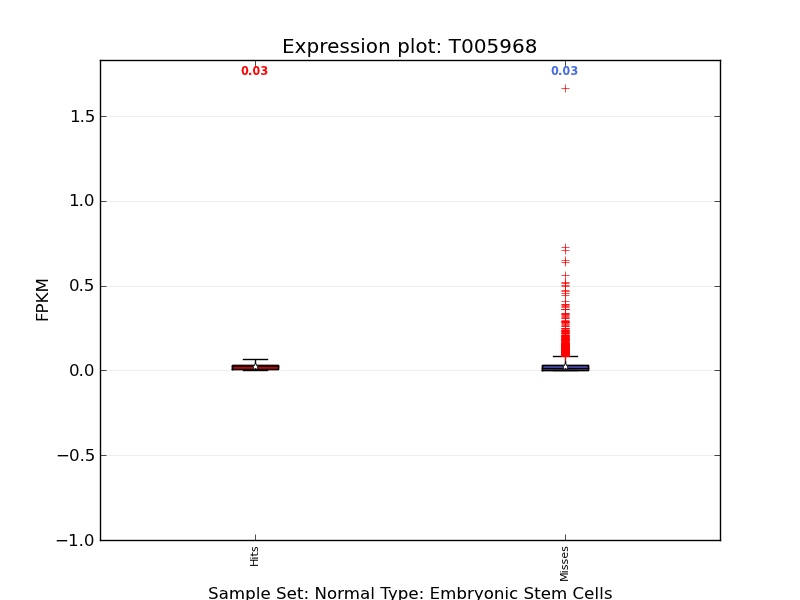 Expression plot: T005968
0.03
0.03
1.5
1.0
0.5
0.0
−0.5
−1.0
FPKM
Hits
Misses
Sample Set: Normal Type: Embryonic Stem Cells